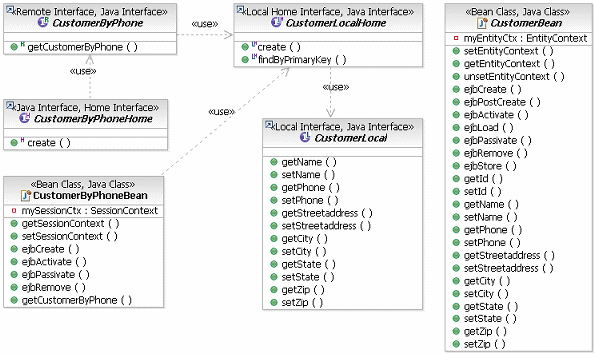 «Remote Interface, Java Interface»
CustomerByPhone
getCustomerByPhone ( )
«use»
«Local Home Interface, Java Interface»
CustomerLocalHome
create ( )
findByPrimaryKey ( )
«use»
«use»
«Java Interface, Home Interface»
CustomerByPhoneHome
create ( )
«use»
«Bean Class, Java Class»
CustomerByPhoneBean
mySessionCtx : SessionContext
getSessionContext ( )
setSessionContext ( )
ejbCreate ( )
ejbActivate ( )
ejbPassivate ( )
ejbRemove ( )
getCustomerByPhone ( )
«Local Interface, Java Interface»
CustomerLocal
getName ( )
setName ( )
getPhone ( )
setPhone ( )
getStreetaddress ( )
setStreetaddress ( )
getCity ( )
setCity ( )
getState ( )
setState ( )
getZip ( )
setZip ( )
«Bean Class, Java Class»
CustomerBean
myEntityCtx : EntityContext
setEntityContext ( )
getEntityContext ( )
unsetEntityContext ( )
ejbCreate ( )
ejbPostCreate ( )
ejbActivate ( )
ejbLoad ( )
ejbPassivate ( )
ejbRemove ( )
ejbStore ( )
getId ( )
setId ( )
getName ( )
setName ( )
getPhone ( )
setPhone ( )
getStreetaddress ( )
setStreetaddress ( )
getCity ( )
setCity ( )
getState ( )
setState ( )
getZip ( )
setZip ( )